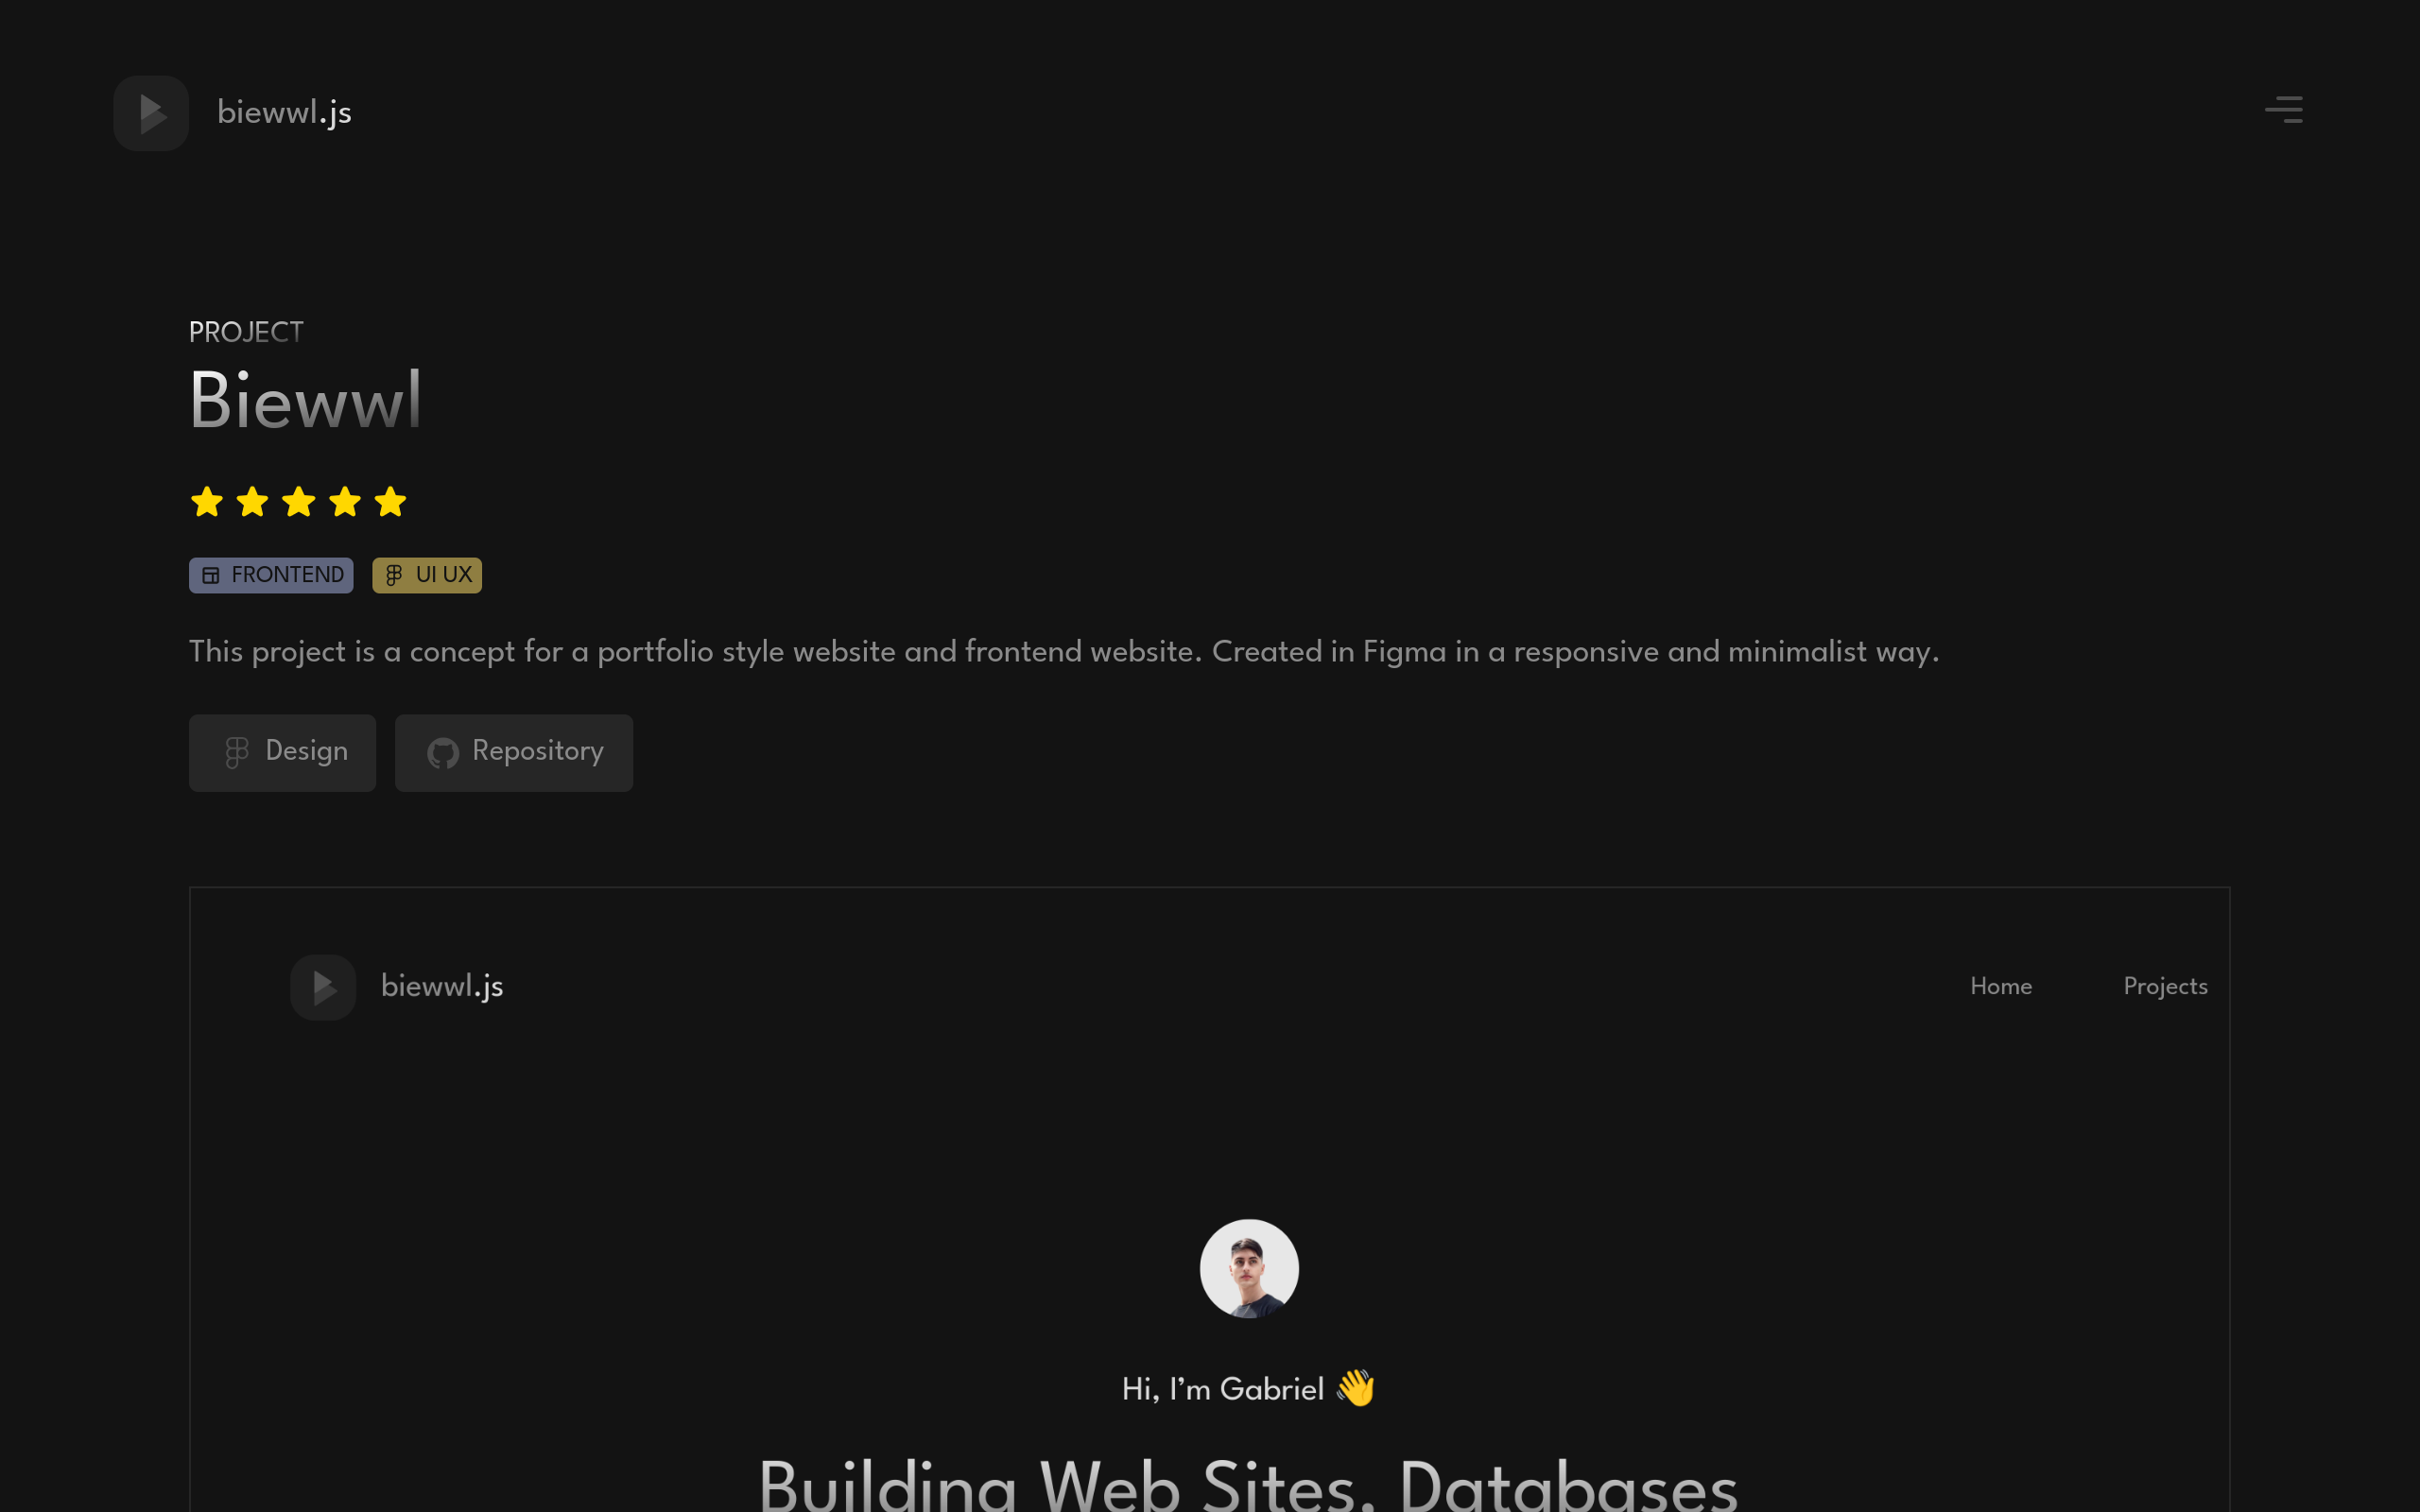 biewwl.js
PROJECT
Biewwl
FRONTEND UI UX
This project is a concept for a portfolio style website and frontend website. Created in Figma in a responsive and minimalist way.
Design Repository
biewwl.js Home Projects
Hi, I’m Gabriel 👋
Building Web Sites, Databases